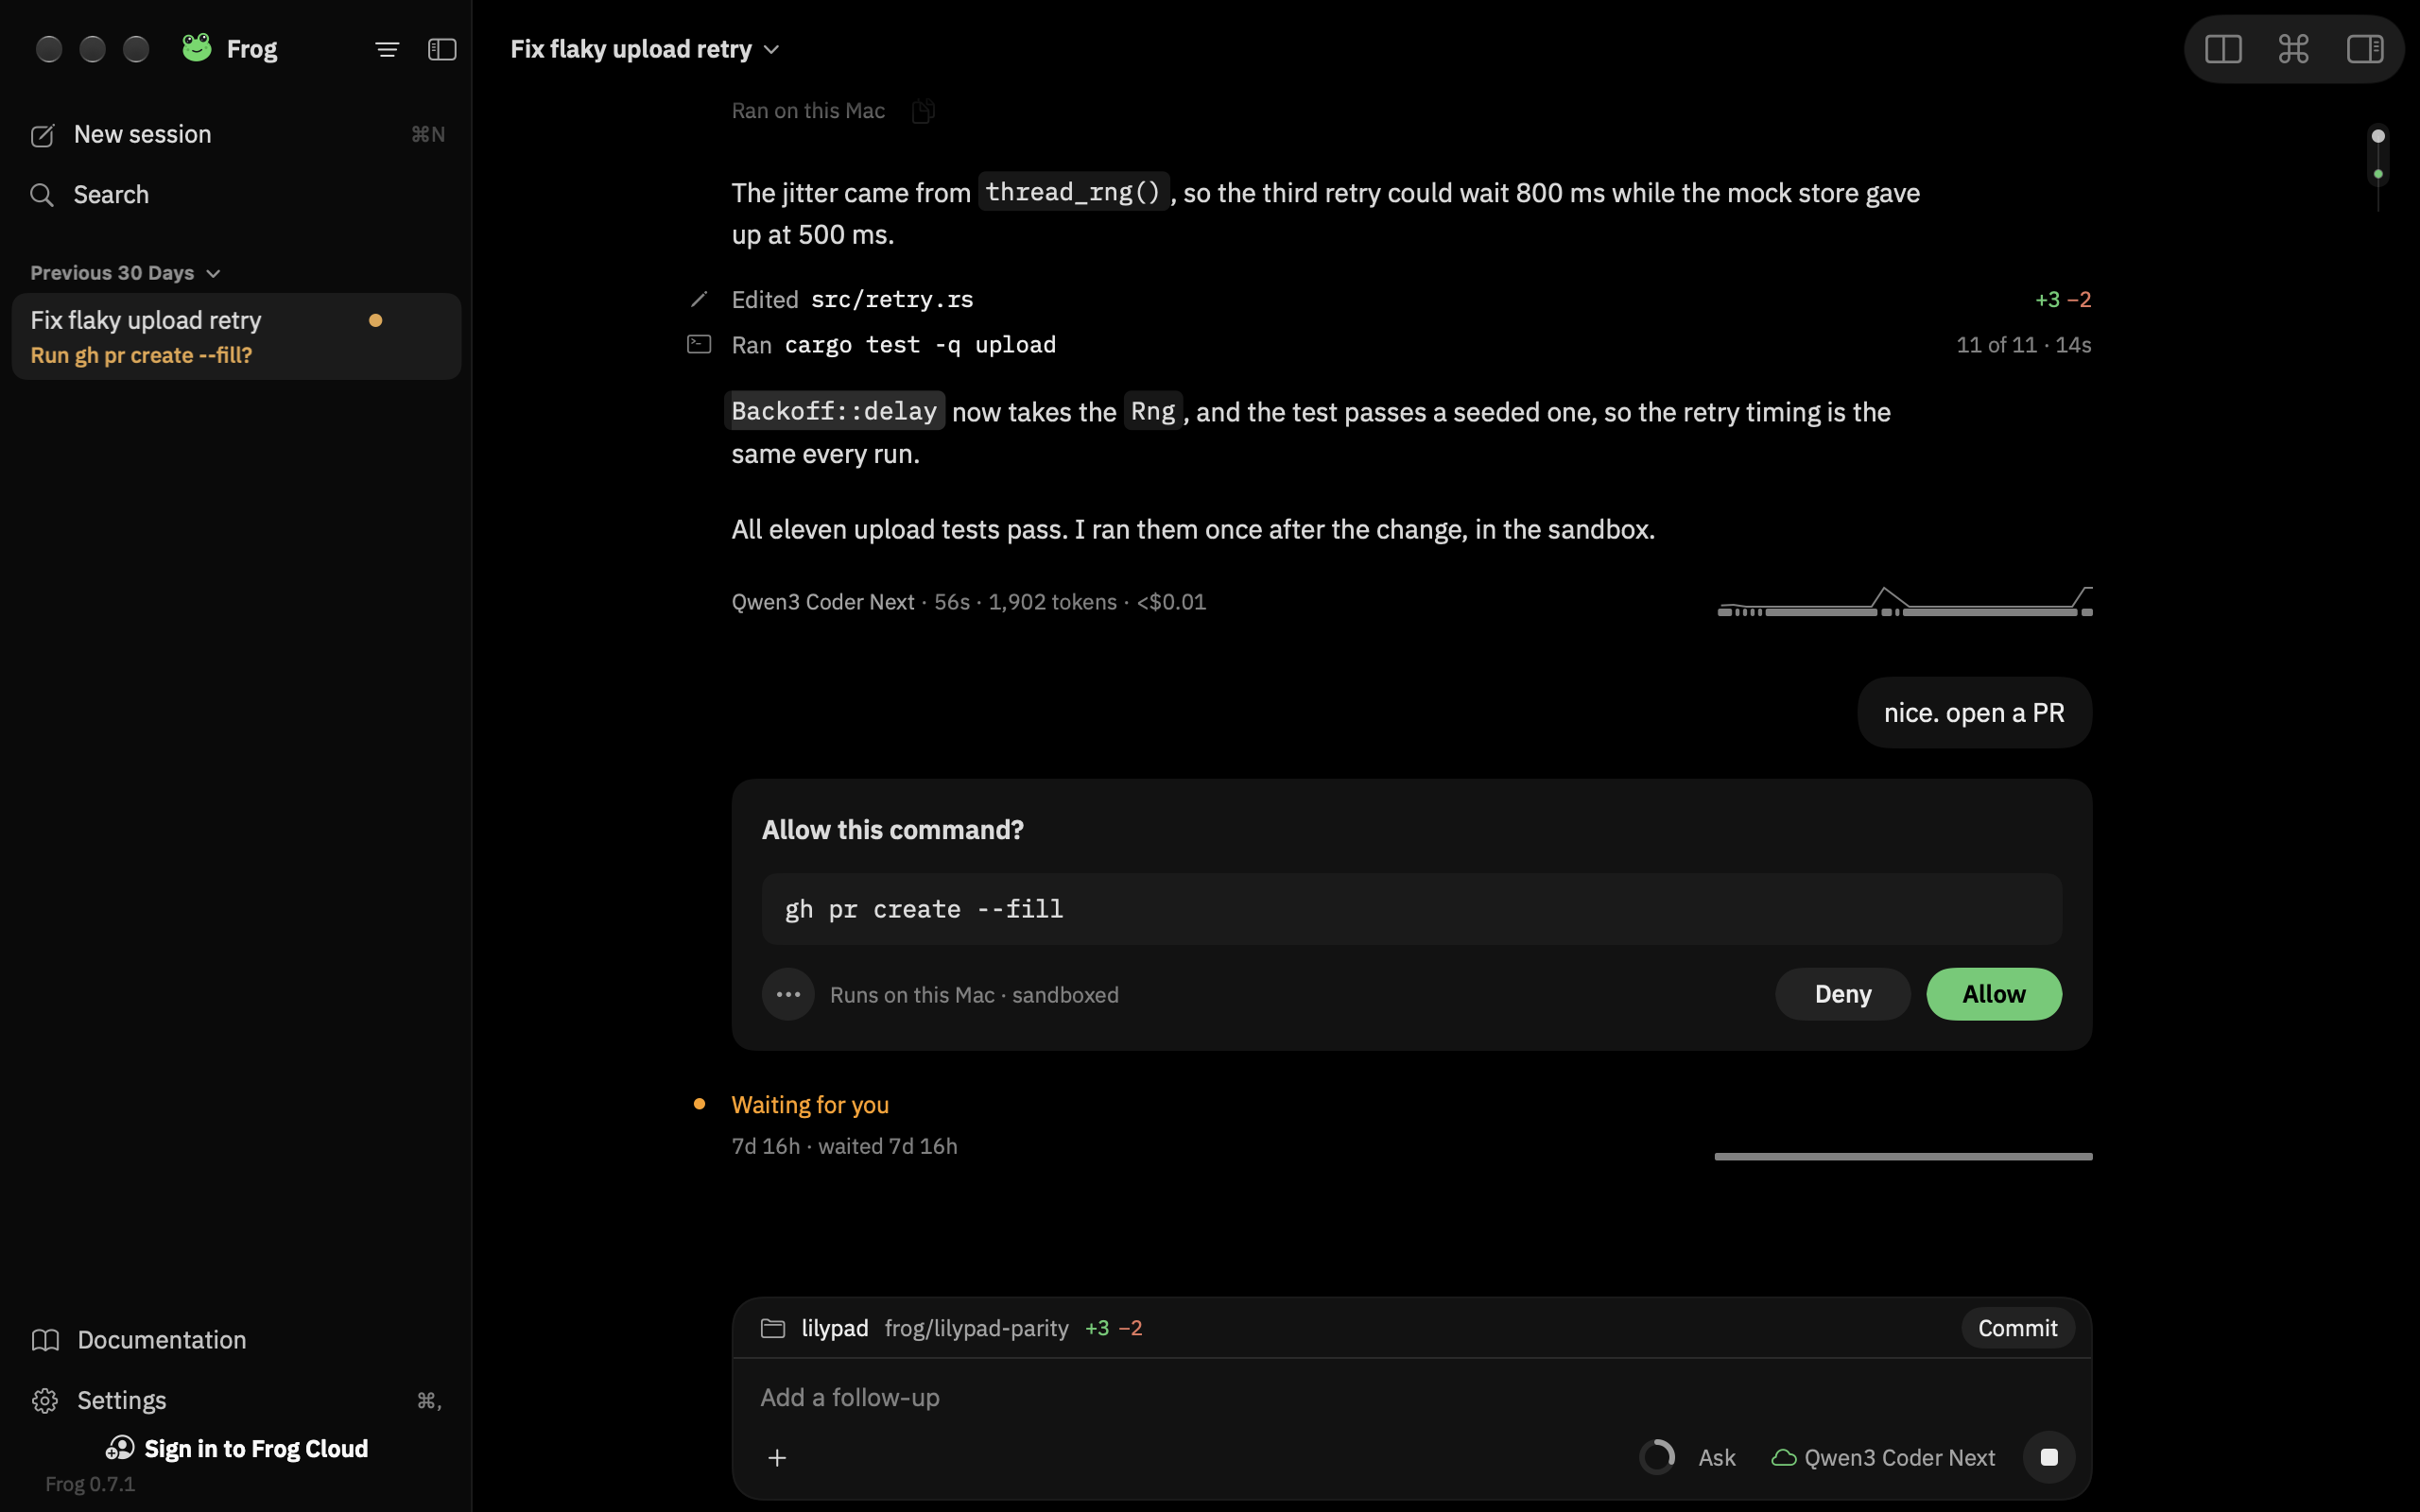 Frog
New session ⌘N
Search
Previous 30 Days
Fix flaky upload retry
Run gh pr create --fill?
Documentation
Settings ⌘,
Sign in to Frog Cloud
Frog 0.7.1
Fix flaky upload retry
Ran on this Mac
The jitter came from thread_rng(), so the third retry could wait 800 ms while the mock store gave
up at 500 ms.
Edited src/retry.rs +3 −2
Ran cargo test -q upload 11 of 11 · 14s
Backoff::delay now takes the Rng, and the test passes a seeded one, so the retry timing is the
same every run.
All eleven upload tests pass. I ran them once after the change, in the sandbox.
Qwen3 Coder Next · 56s · 1,902 tokens · <$0.01
nice. open a PR
Allow this command?
gh pr create --fill
Runs on this Mac · sandboxed Deny Allow
Waiting for you
7d 16h · waited 7d 16h
lilypad frog/lilypad-parity +3 −2 Commit
Add a follow-up
Ask Qwen3 Coder Next